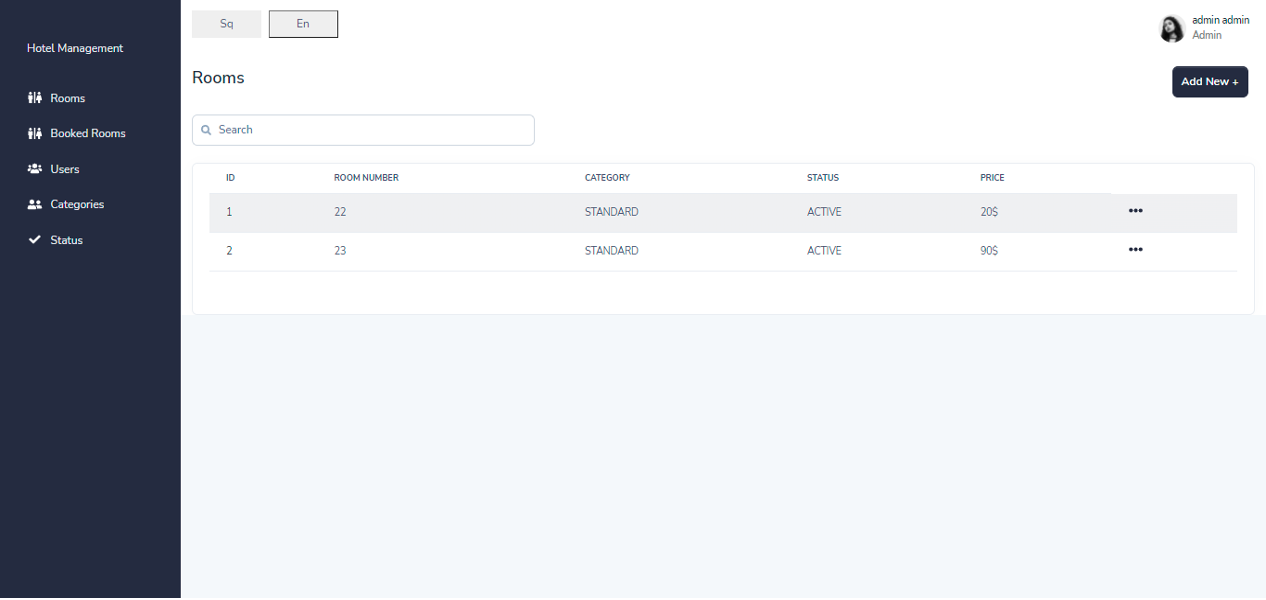 Hotel Management
Rooms
Booked Rooms
Users
Categories
Status
Sq En
admin admin
Admin
Rooms
Add New +
Search
ID ROOM NUMBER CATEGORY STATUS PRICE
1 22 STANDARD ACTIVE 20$ •••
2 23 STANDARD ACTIVE 90$ •••